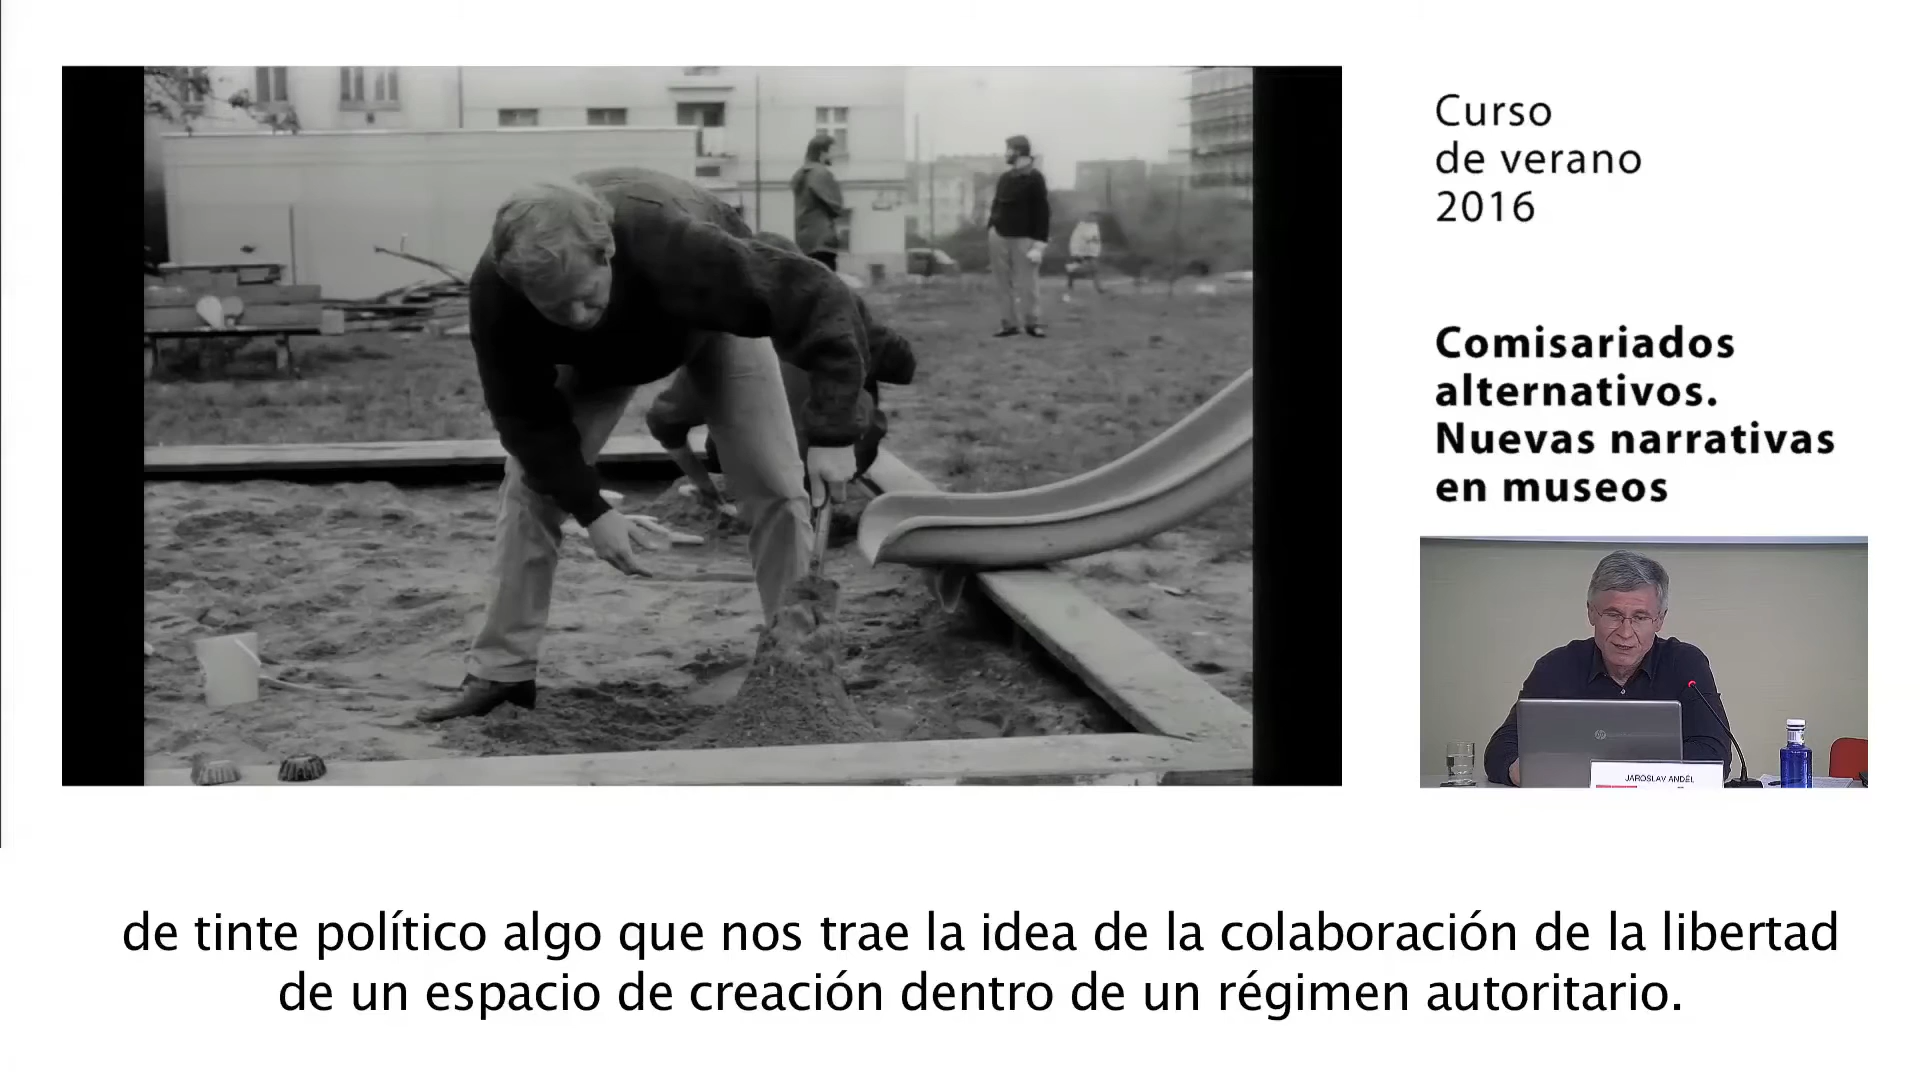 Curso
de verano
2016
Comisariados
alternativos.
Nuevas narrativas
en museos
JAROSLAV ANDĚL
de tinte político algo que nos trae la idea de la colaboración de la libertad
de un espacio de creación dentro de un régimen autoritario.